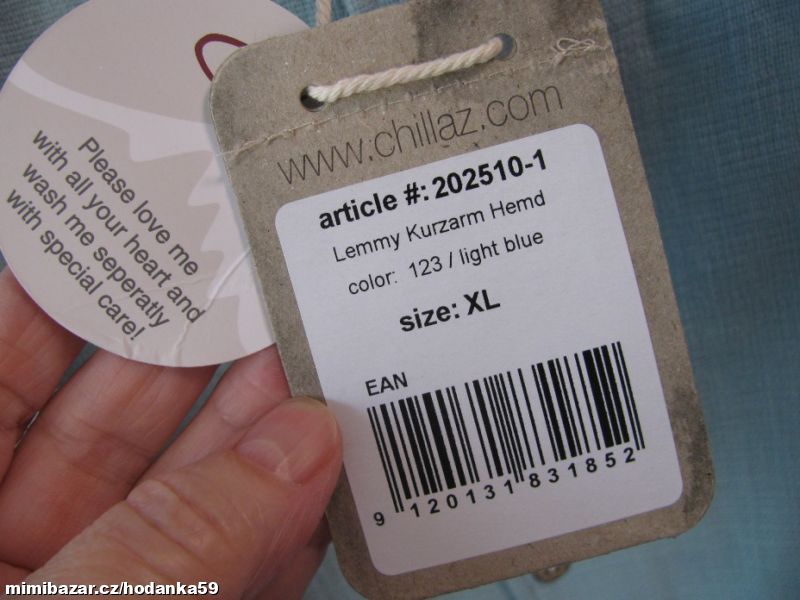 Please love me
with all your heart and
wash me seperatly
with special care!
www.chillaz.com
article #: 202510-1
Lemmy Kurzarm Hemd
color: 123 / light blue
size: XL
EAN
9 120131 831852
mimibazar.cz/hodanka59